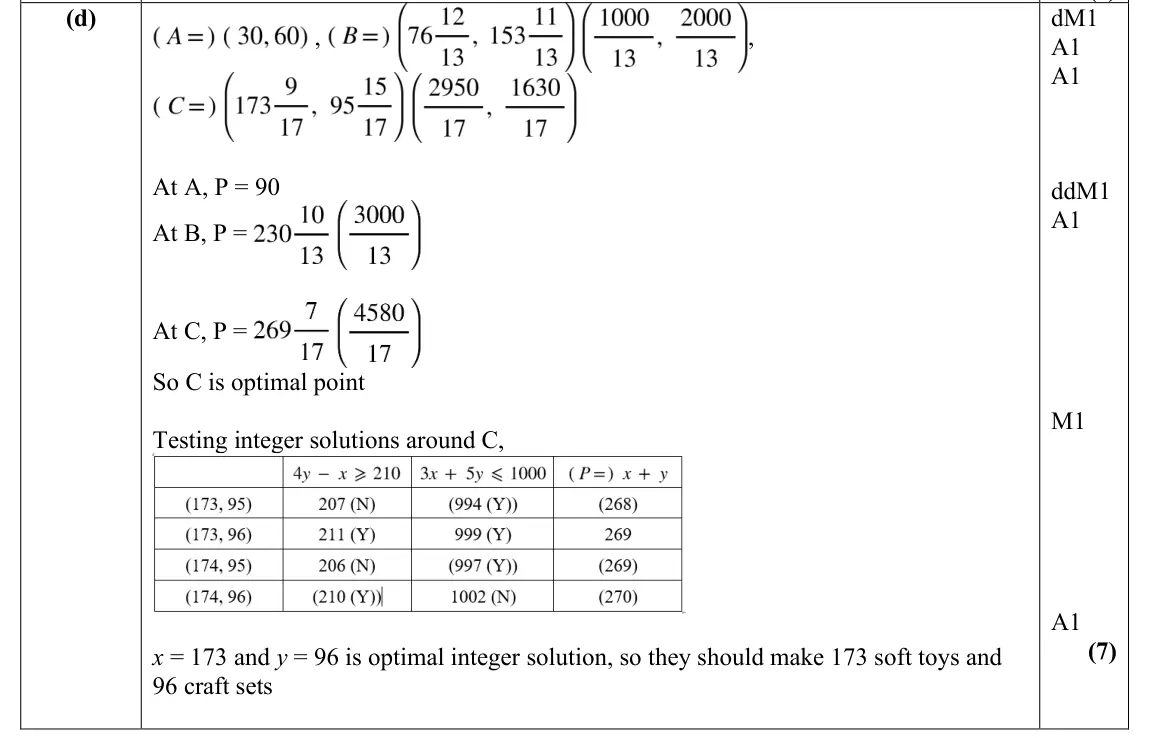 (d)
( A = ) ( 30, 60 ) , ( B = ) ( 76 12/13 , 153 11/13 ) ( 1000/13 , 2000/13 ),
( C = ) ( 173 9/17 , 95 15/17 ) ( 2950/17 , 1630/17 )
dM1
A1
A1
At A, P = 90
At B, P = 230 10/13 ( 3000/13 )
ddM1
A1
At C, P = 269 7/17 ( 4580/17 )
So C is optimal point
Testing integer solutions around C,
M1
4y − x ⩾ 210 3x + 5y ⩽ 1000 ( P = ) x + y
(173, 95) 207 (N) (994 (Y)) (268)
(173, 96) 211 (Y) 999 (Y) 269
(174, 95) 206 (N) (997 (Y)) (269)
(174, 96) (210 (Y)) 1002 (N) (270)
A1
x = 173 and y = 96 is optimal integer solution, so they should make 173 soft toys and
96 craft sets
(7)